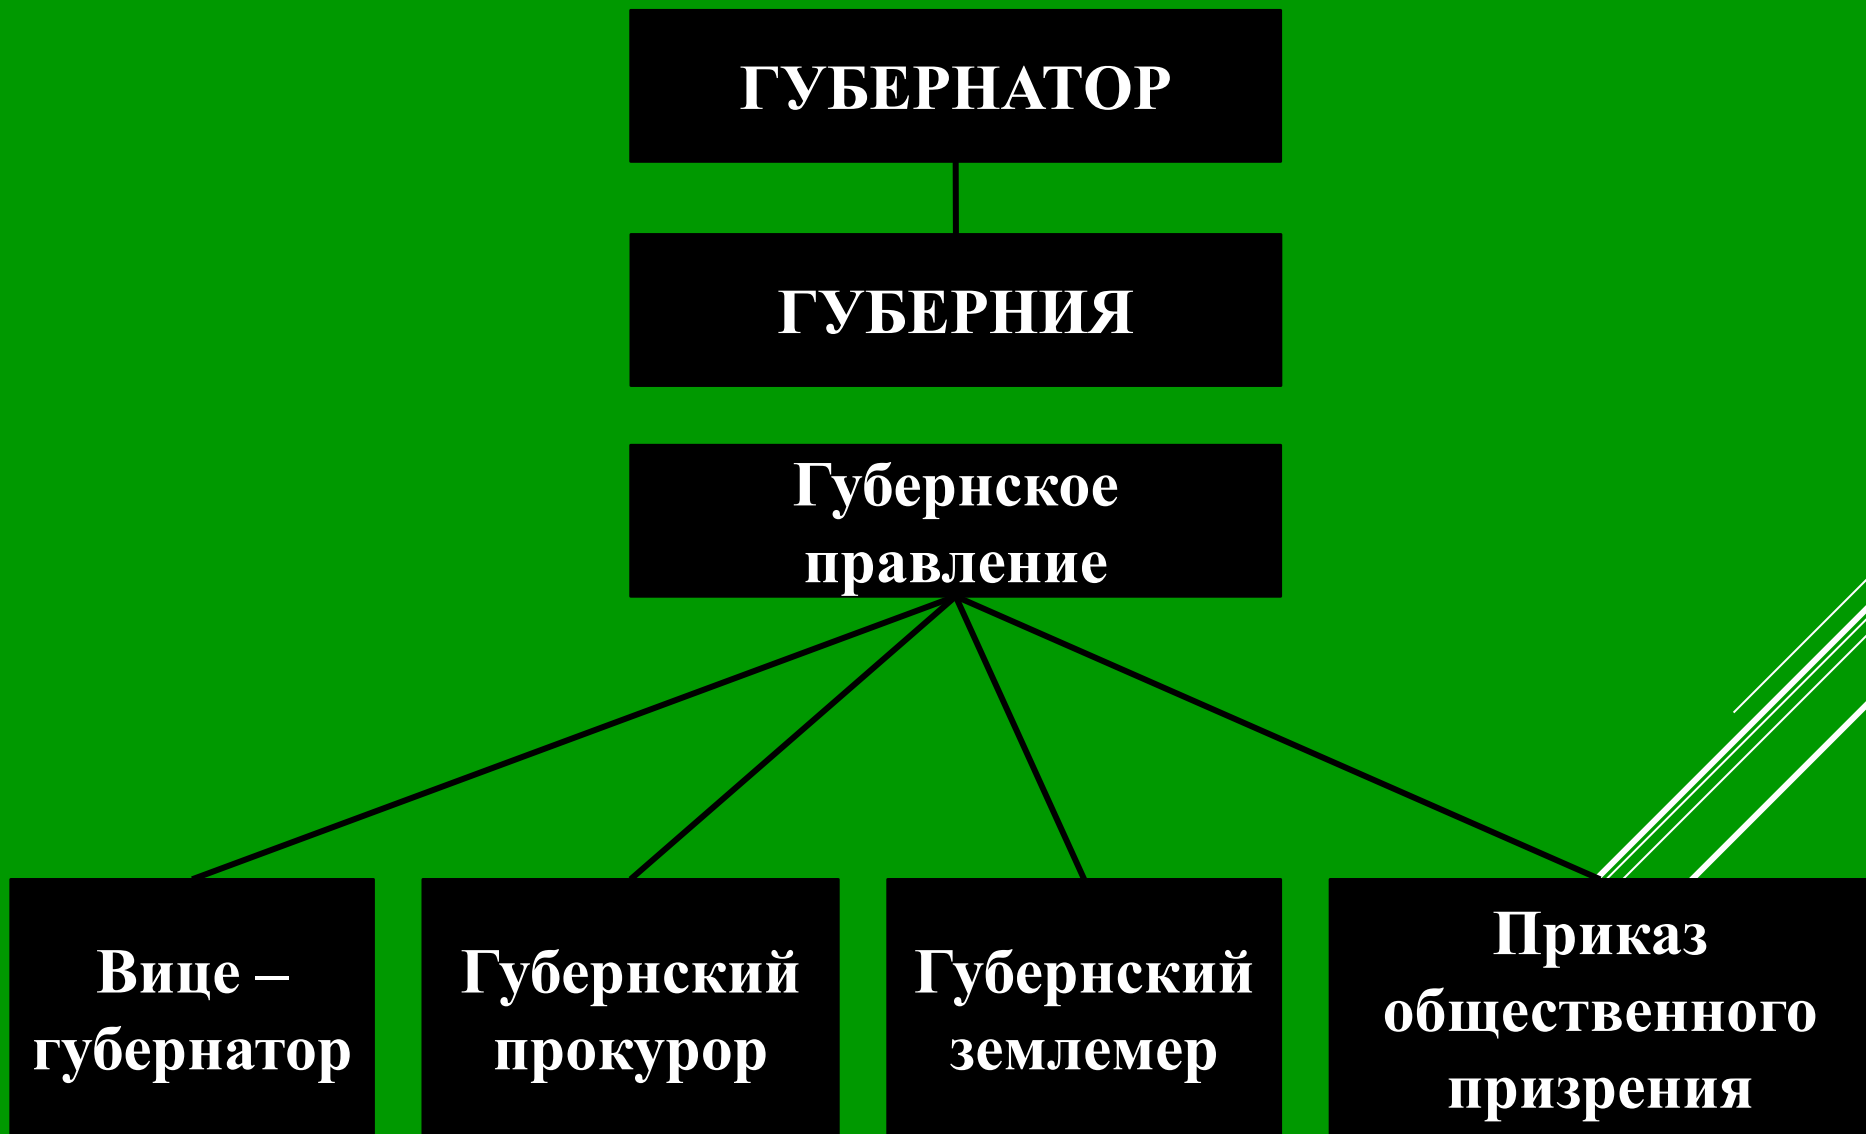 ГУБЕРНАТОР
ГУБЕРНИЯ
Губернское
правление
Вице –
губернатор
Губернский
прокурор
Губернский
землемер
Приказ
общественного
призрения